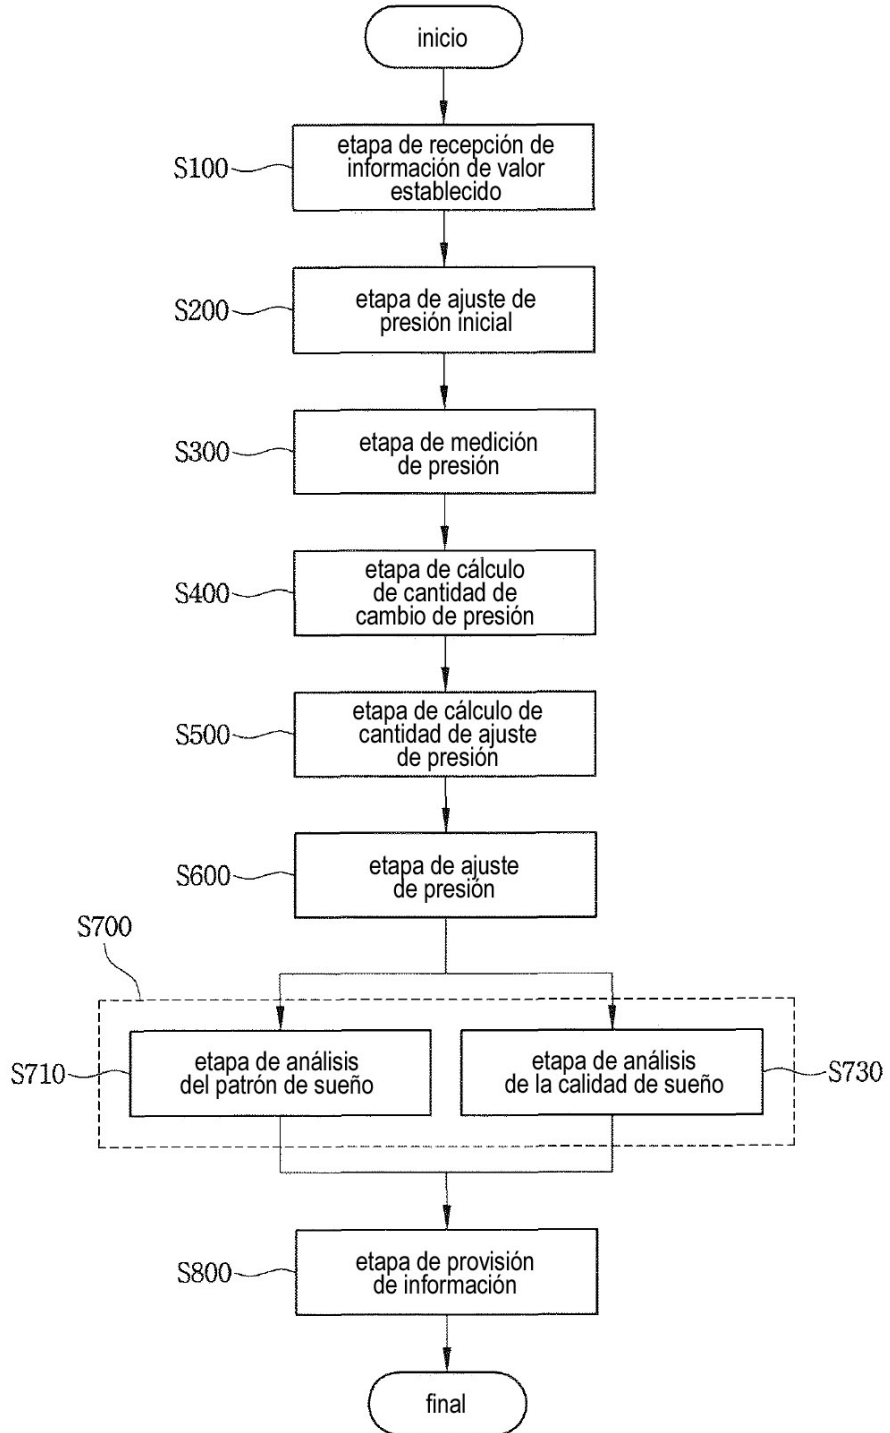 inicio
S100
etapa de recepción de
información de valor
establecido
S200
etapa de ajuste de
presión inicial
S300
etapa de medición
de presión
S400
etapa de cálculo
de cantidad de
cambio de presión
S500
etapa de cálculo de
cantidad de ajuste
de presión
S600
etapa de ajuste
de presión
S700
S710
etapa de análisis
del patrón de sueño
etapa de análisis
de la calidad de sueño
S730
S800
etapa de provisión
de información
final